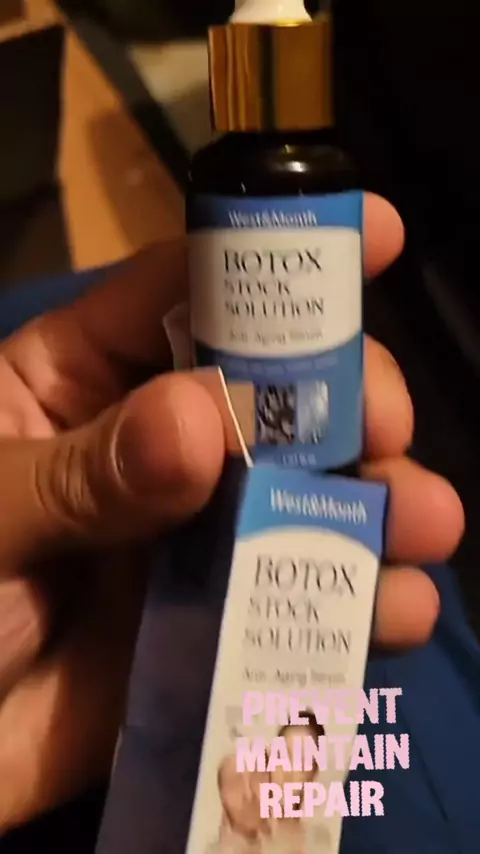 West&Month
BOTOX
STOCK
SOLUTION
Anti-Aging Serum
West&Month
BOTOX
STOCK
SOLUTION
Anti-Aging Serum
PREVENT
MAINTAIN
REPAIR